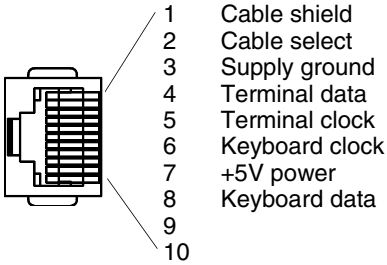 1 Cable shield
2 Cable select
3 Supply ground
4 Terminal data
5 Terminal clock
6 Keyboard clock
7 +5V power
8 Keyboard data
9
10